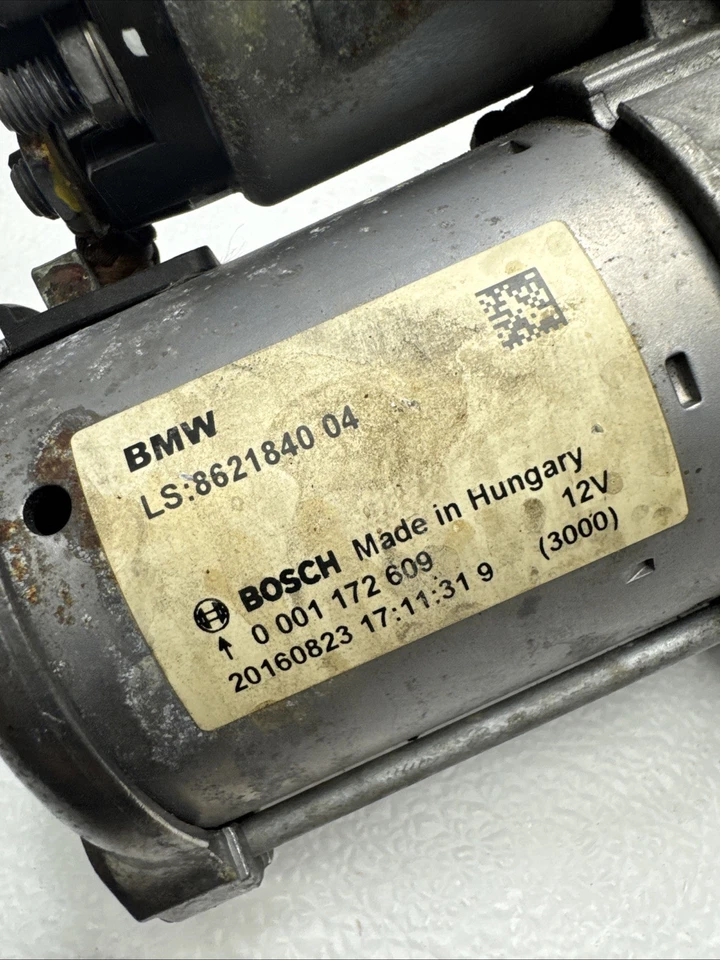 BMW
LS:8621840 04
BOSCH Made in Hungary
0 001 172 609 12V
20160823 17:11:31 9 (3000)